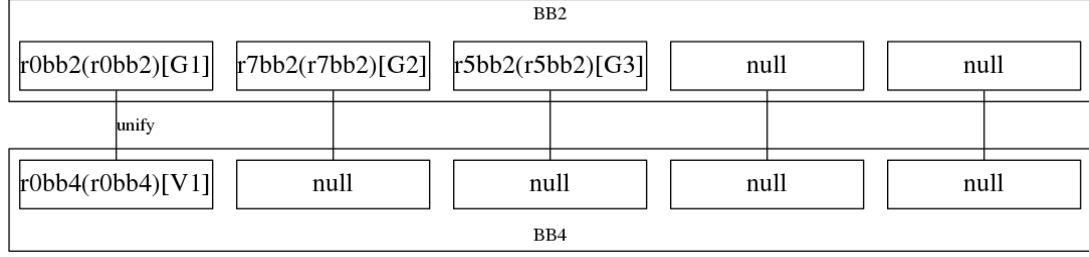 BB2
r0bb2(r0bb2)[G1] r7bb2(r7bb2)[G2] r5bb2(r5bb2)[G3] null null
unify
r0bb4(r0bb4)[V1] null null null null
BB4